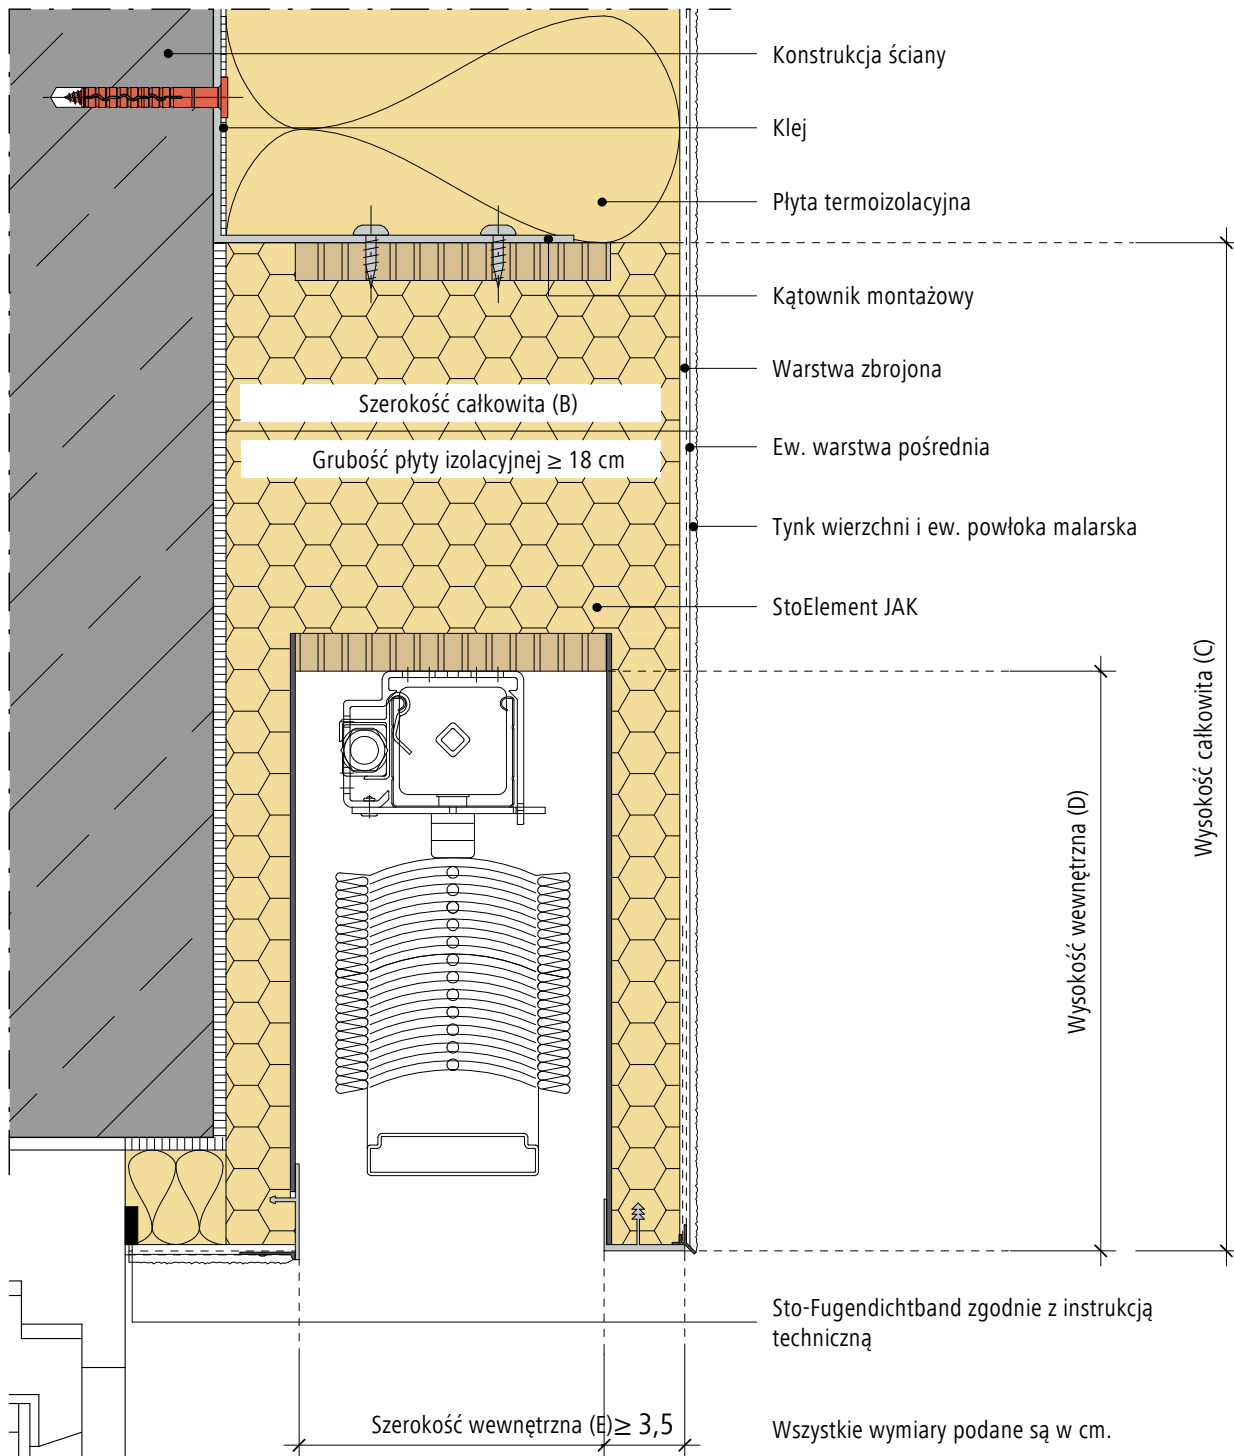 Konstrukcja ściany
Klej
Płyta termoizolacyjna
Kątownik montażowy
Warstwa zbrojona
Szerokość całkowita (B)
Ew. warstwa pośrednia
Grubość płyty izolacyjnej ≥ 18 cm
Tynk wierzchni i ew. powłoka malarska
StoElement JAK
Wysokość całkowita (C)
Wysokość wewnętrzna (D)
Sto-Fugendichtband zgodnie z instrukcją
techniczną
Szerokość wewnętrzna (E) ≥ 3,5
Wszystkie wymiary podane są w cm.